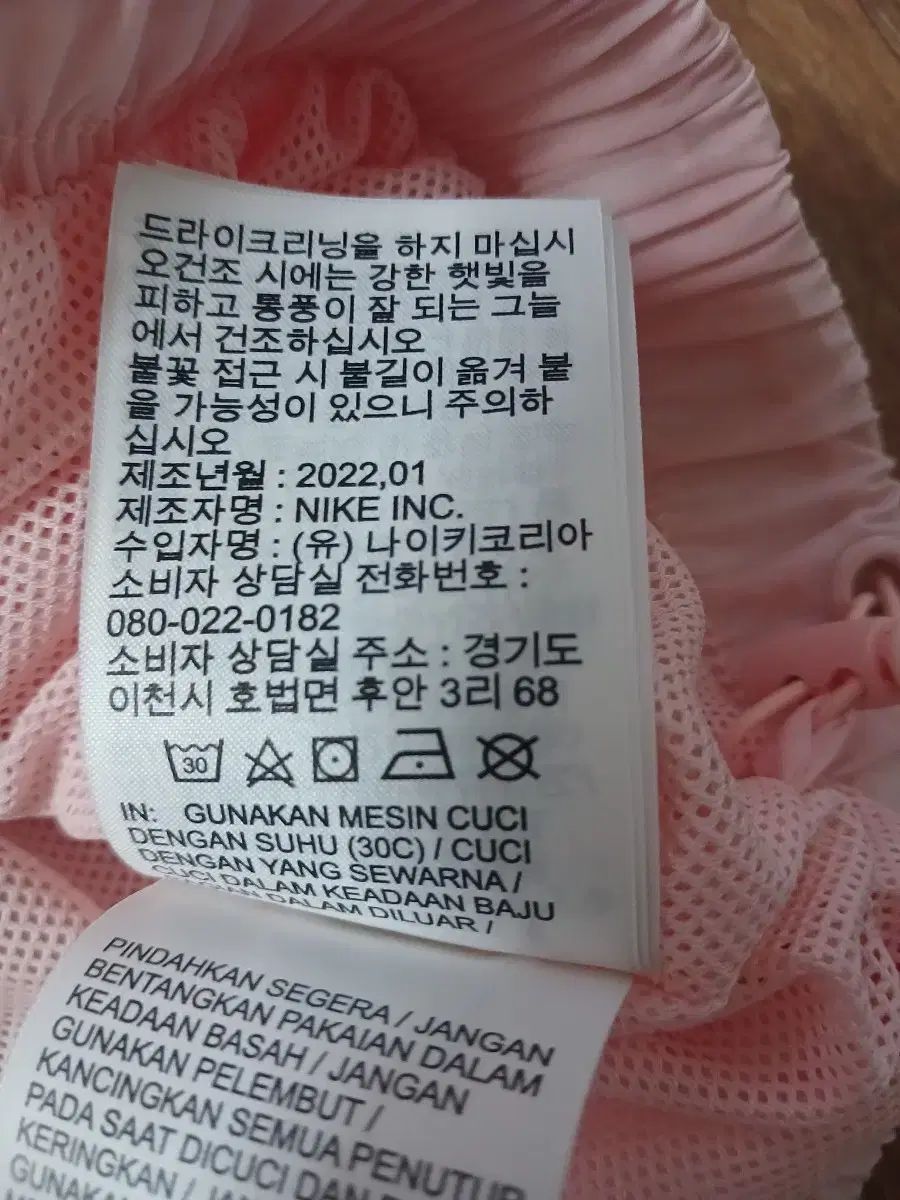 드라이크리닝을 하지 마십시
오건조 시에는 강한 햇빛을
피하고 통풍이 잘 되는 그늘
에서 건조하십시오
불꽃 접근 시 불길이 옮겨 붙
을 가능성이 있으니 주의하
십시오
제조년월 : 2022,01
제조자명 : NIKE INC.
수입자명 : (유) 나이키코리아
소비자 상담실 전화번호 :
080-022-0182
소비자 상담실 주소 : 경기도
이천시 호법면 후안 3리 68
30
IN: GUNAKAN MESIN CUCI
DENGAN SUHU (30C) / CUCI
DENGAN YANG SEWARNA /
CUCI DALAM KEADAAN BAJU
DALAM DILUAR /
PINDAHKAN SEGERA / JANGAN
BENTANGKAN PAKAIAN DALAM
KEADAAN BASAH / JANGAN
GUNAKAN PELEMBUT /
KANCINGKAN SEMUA PENUTUP
PADA SAAT DICUCI DAN
KERINGKAN /